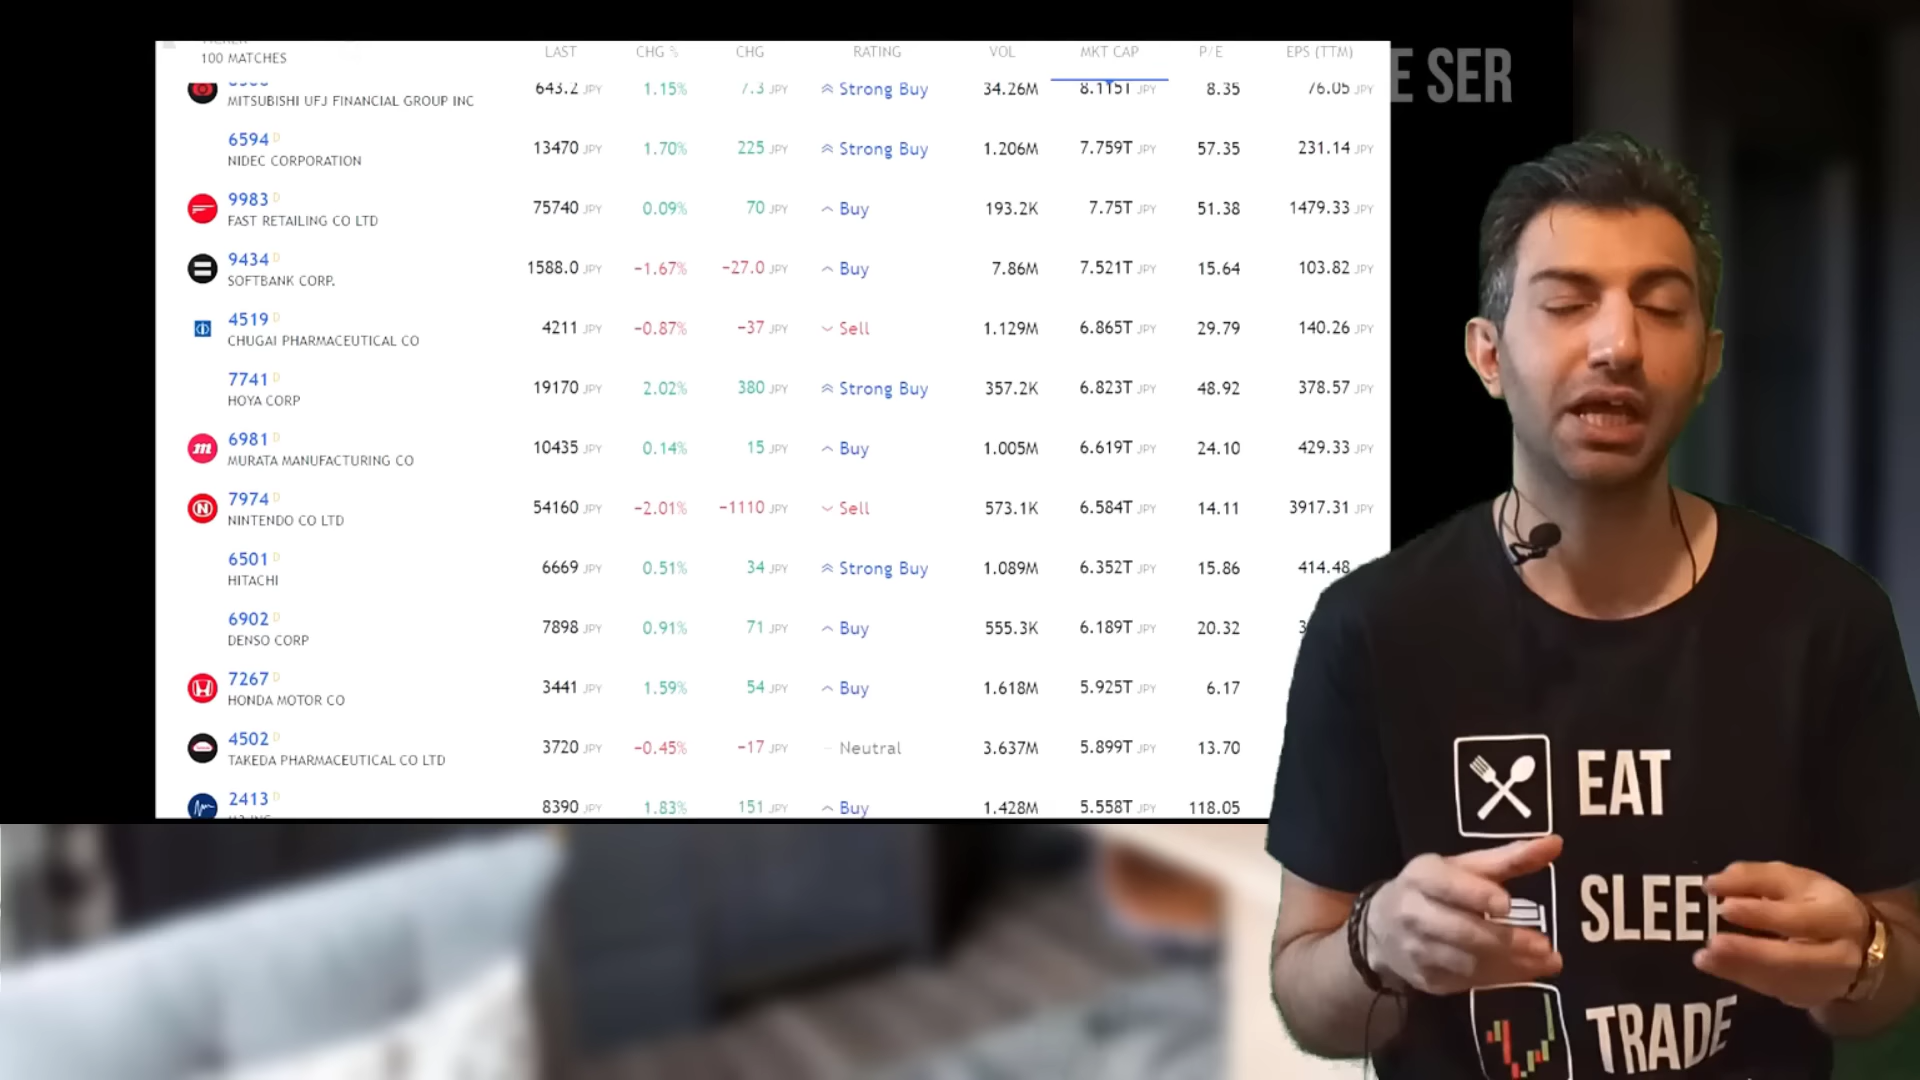 100 MATCHES LAST CHG % CHG RATING VOL MKT CAP P/E EPS (TTM)
E SER
MITSUBISHI UFJ FINANCIAL GROUP INC 643.2 JPY 1.15% 7.3 JPY Strong Buy 34.26M 8.115T JPY 8.35 76.05 JPY
6594 D
NIDEC CORPORATION 13470 JPY 1.70% 225 JPY Strong Buy 1.206M 7.759T JPY 57.35 231.14 JPY
9983 D
FAST RETAILING CO LTD 75740 JPY 0.09% 70 JPY Buy 193.2K 7.75T JPY 51.38 1479.33 JPY
9434 D
SOFTBANK CORP. 1588.0 JPY −1.67% −27.0 JPY Buy 7.86M 7.521T JPY 15.64 103.82 JPY
4519 D
CHUGAI PHARMACEUTICAL CO 4211 JPY −0.87% −37 JPY Sell 1.129M 6.865T JPY 29.79 140.26 JPY
7741 D
HOYA CORP 19170 JPY 2.02% 380 JPY Strong Buy 357.2K 6.823T JPY 48.92 378.57 JPY
6981 D
MURATA MANUFACTURING CO 10435 JPY 0.14% 15 JPY Buy 1.005M 6.619T JPY 24.10 429.33 JPY
7974 D
NINTENDO CO LTD 54160 JPY −2.01% −1110 JPY Sell 573.1K 6.584T JPY 14.11 3917.31 JPY
6501 D
HITACHI 6669 JPY 0.51% 34 JPY Strong Buy 1.089M 6.352T JPY 15.86 414.48
6902 D
DENSO CORP 7898 JPY 0.91% 71 JPY Buy 555.3K 6.189T JPY 20.32 3
7267 D
HONDA MOTOR CO 3441 JPY 1.59% 54 JPY Buy 1.618M 5.925T JPY 6.17
4502 D
TAKEDA PHARMACEUTICAL CO LTD 3720 JPY −0.45% −17 JPY Neutral 3.637M 5.899T JPY 13.70
2413 D
8390 JPY 1.83% 151 JPY Buy 1.428M 5.558T JPY 118.05
EAT
SLEEP
TRADE